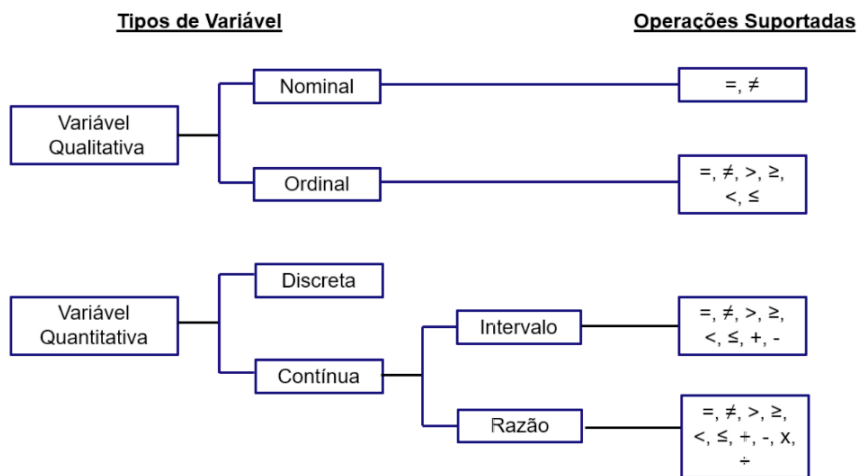 Tipos de Variável
Operações Suportadas
Nominal
=, ≠
Variável
Qualitativa
Ordinal
=, ≠, >, ≥,
<, ≤
Discreta
Variável
Quantitativa
Intervalo
=, ≠, >, ≥,
<, ≤, +, -
Contínua
Razão
=, ≠, >, ≥,
<, ≤, +, -, x,
÷